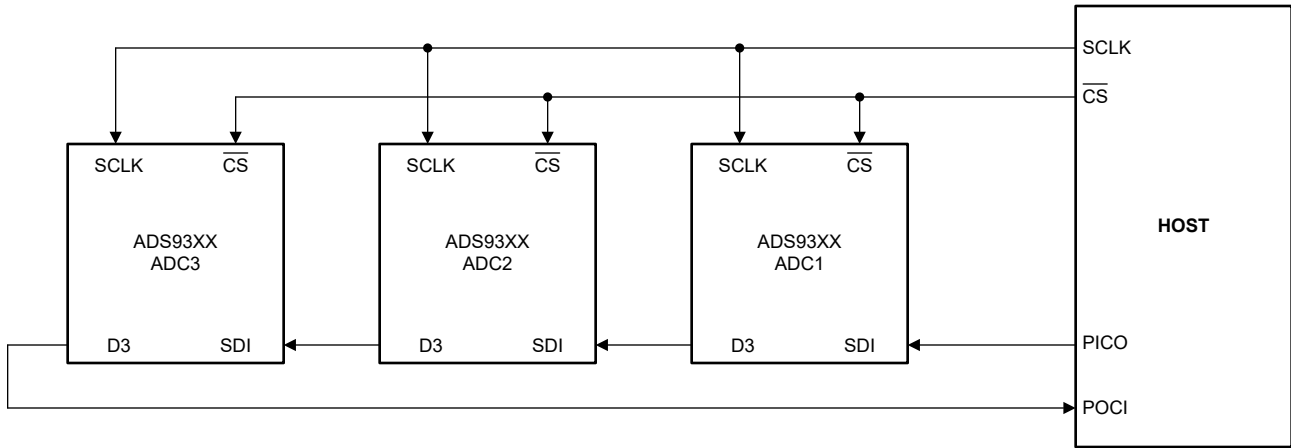 SCLK
CS
SCLK CS
SCLK CS
SCLK CS
ADS93XX
ADC3
ADS93XX
ADC2
ADS93XX
ADC1
HOST
D3 SDI
D3 SDI
D3 SDI
PICO
POCI